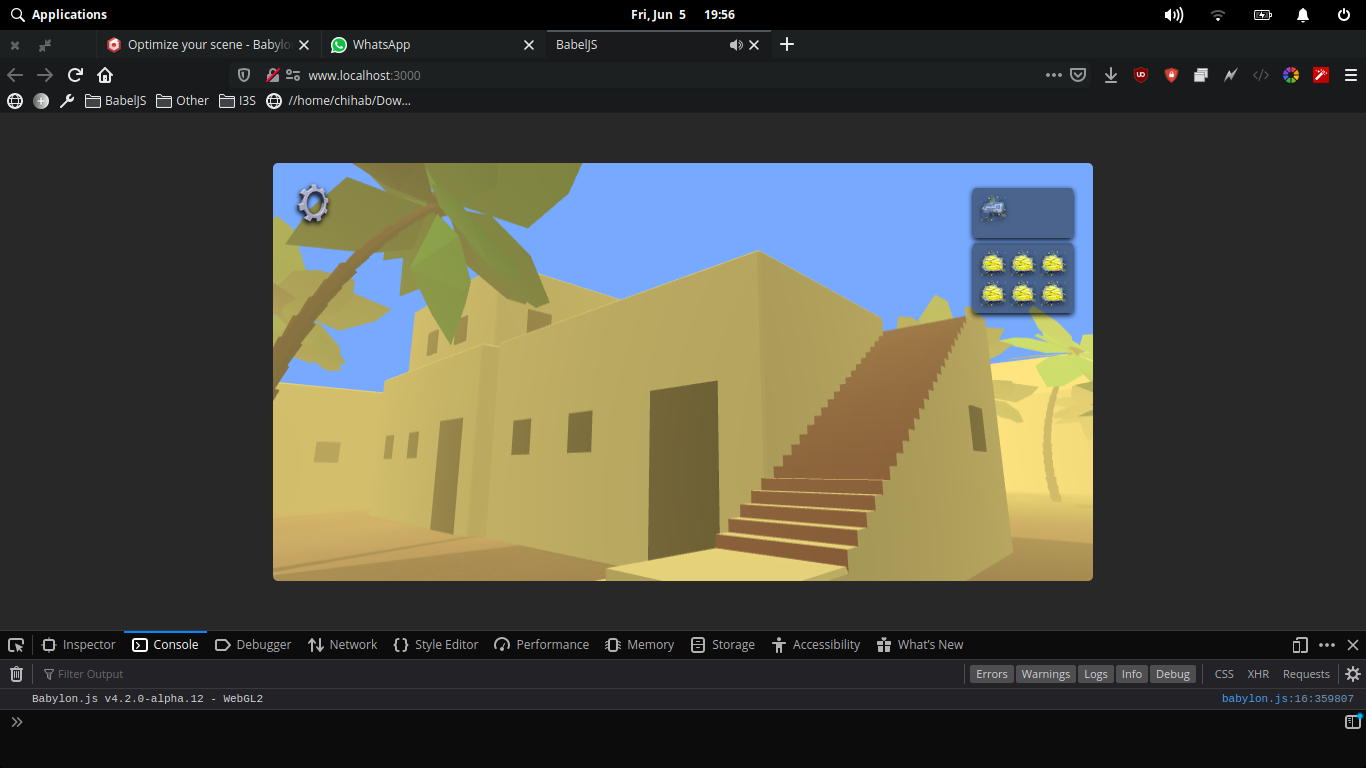 Applications
Fri, Jun 5 19:56
Optimize your scene - Babylo
WhatsApp
BabelJS
www.localhost:3000
BabelJS
Other
I3S
//home/chihab/Dow...
Inspector
Console
Debugger
Network
Style Editor
Performance
Memory
Storage
Accessibility
What's New
Filter Output
Errors
Warnings
Logs
Info
Debug
CSS
XHR
Requests
Babylon.js v4.2.0-alpha.12 - WebGL2
babylon.js:16:359807